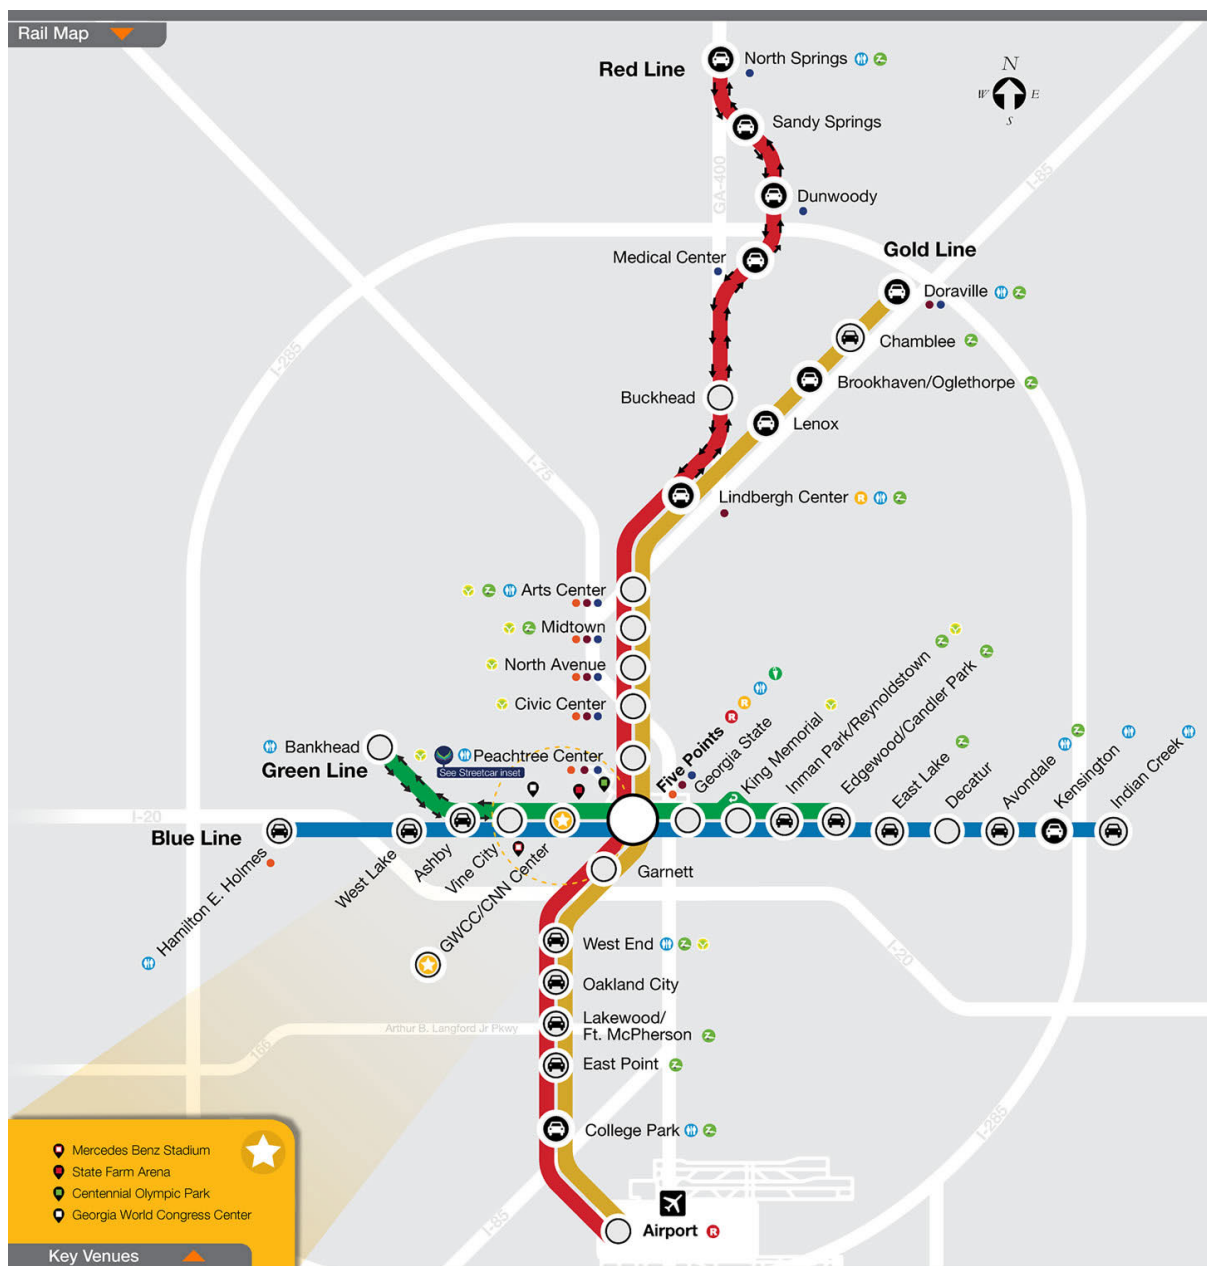 Rail Map
Red Line
North Springs
N
W
E
S
Sandy Springs
GA-400
I-85
Dunwoody
Medical Center
Gold Line
Doraville
I-285
Chamblee
Buckhead
Brookhaven/Oglethorpe
Lenox
I-75
Lindbergh Center
R
Arts Center
Midtown
North Avenue
Civic Center
Bankhead
Green Line
Peachtree Center
See Streetcar inset
Five Points
R
R
Georgia State
King Memorial
Inman Park/Reynoldstown
Edgewood/Candler Park
East Lake
Decatur
Avondale
Kensington
Indian Creek
I-20
Blue Line
Hamilton E. Holmes
West Lake
Ashby
Vine City
GWCC/CNN Center
Garnett
West End
I-20
Oakland City
Lakewood/
Ft. McPherson
Arthur B. Langford Jr Pkwy
166
East Point
College Park
I-285
I-85
Airport
R
Mercedes Benz Stadium
State Farm Arena
Centennial Olympic Park
Georgia World Congress Center
Key Venues